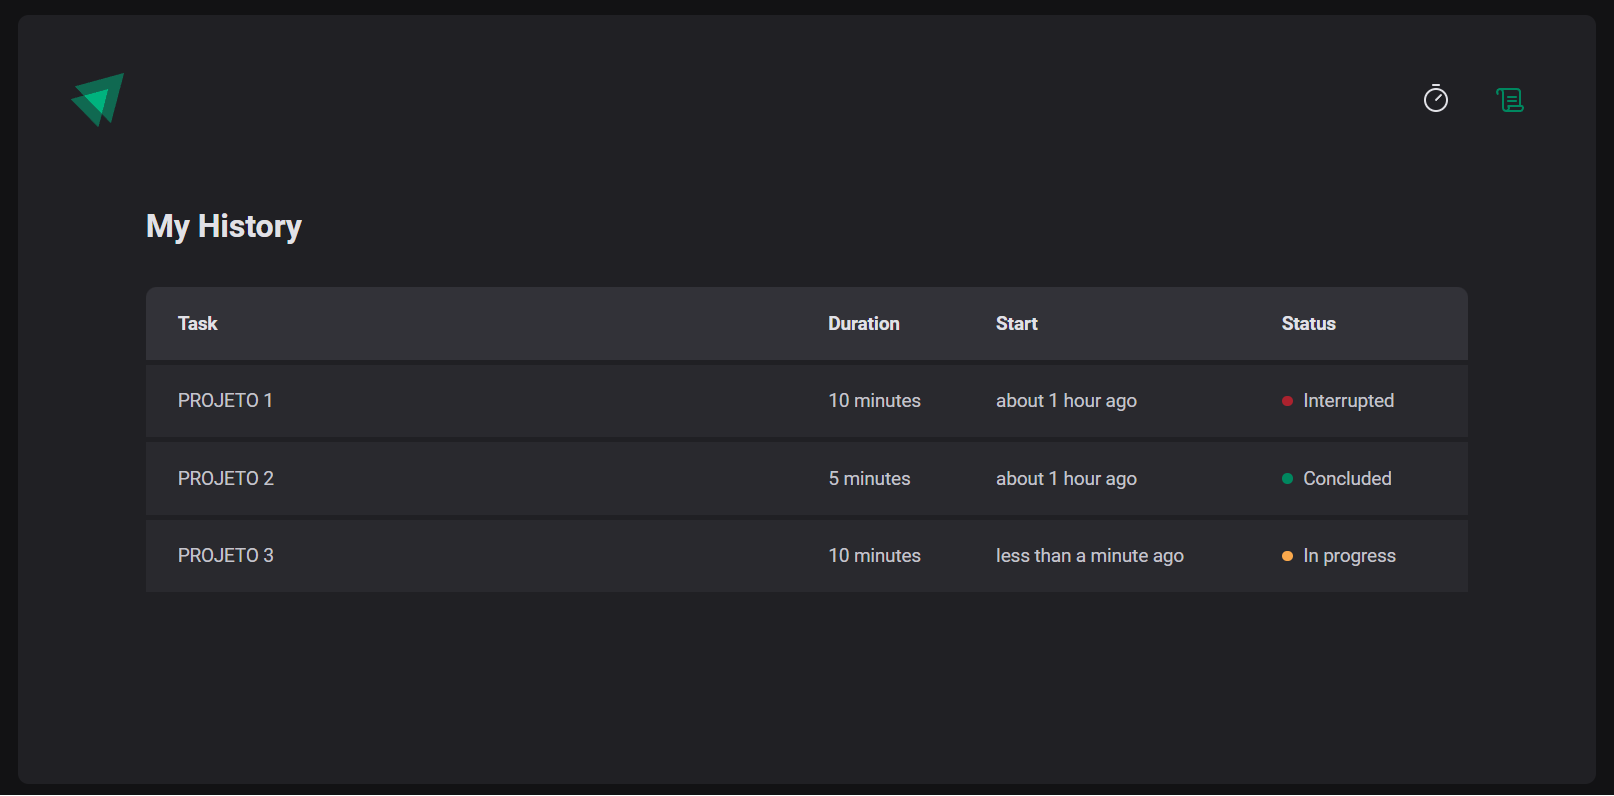 My History
Task Duration Start Status
PROJETO 1 10 minutes about 1 hour ago Interrupted
PROJETO 2 5 minutes about 1 hour ago Concluded
PROJETO 3 10 minutes less than a minute ago In progress